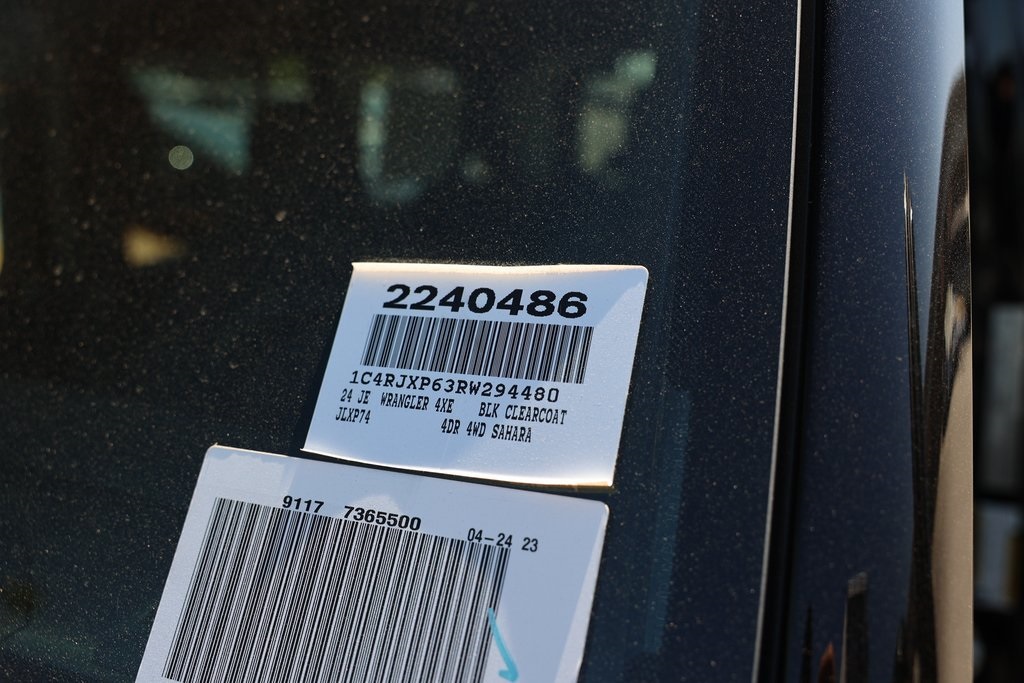 2240486
1C4RJXP63RW294480
24 JE WRANGLER 4XE BLK CLEARCOAT
JLXP74 4DR 4WD SAHARA
9117 7365500 04-24 23